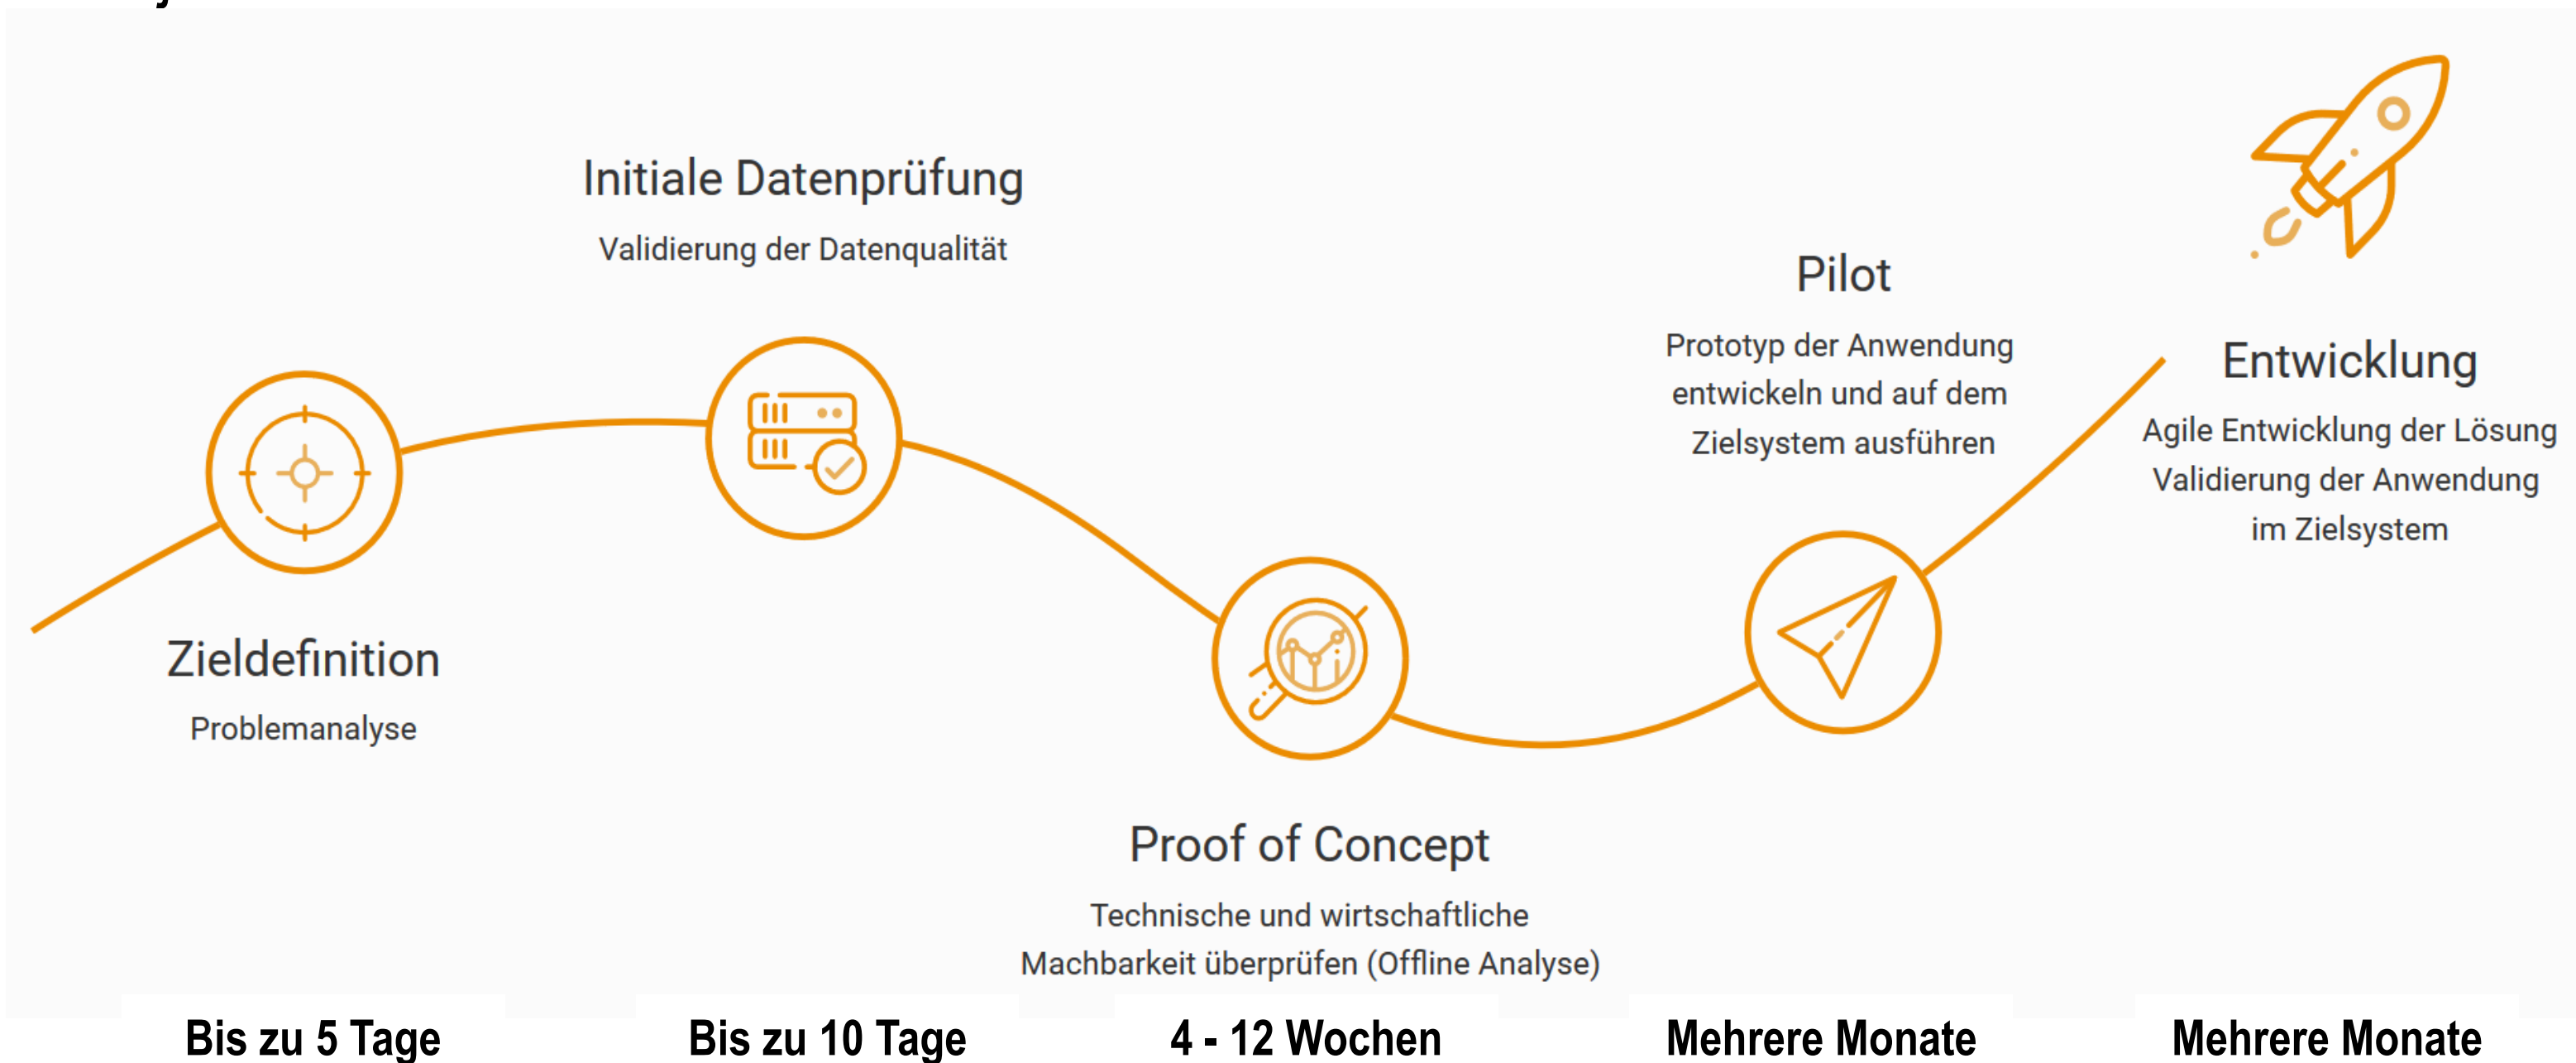 Zieldefinition
Problemanalyse
Bis zu 5 Tage
Initiale Datenprüfung
Validierung der Datenqualität
Bis zu 10 Tage
Proof of Concept
Technische und wirtschaftliche
Machbarkeit überprüfen (Offline Analyse)
4 - 12 Wochen
Pilot
Prototyp der Anwendung
entwickeln und auf dem
Zielsystem ausführen
Mehrere Monate
Entwicklung
Agile Entwicklung der Lösung
Validierung der Anwendung
im Zielsystem
Mehrere Monate